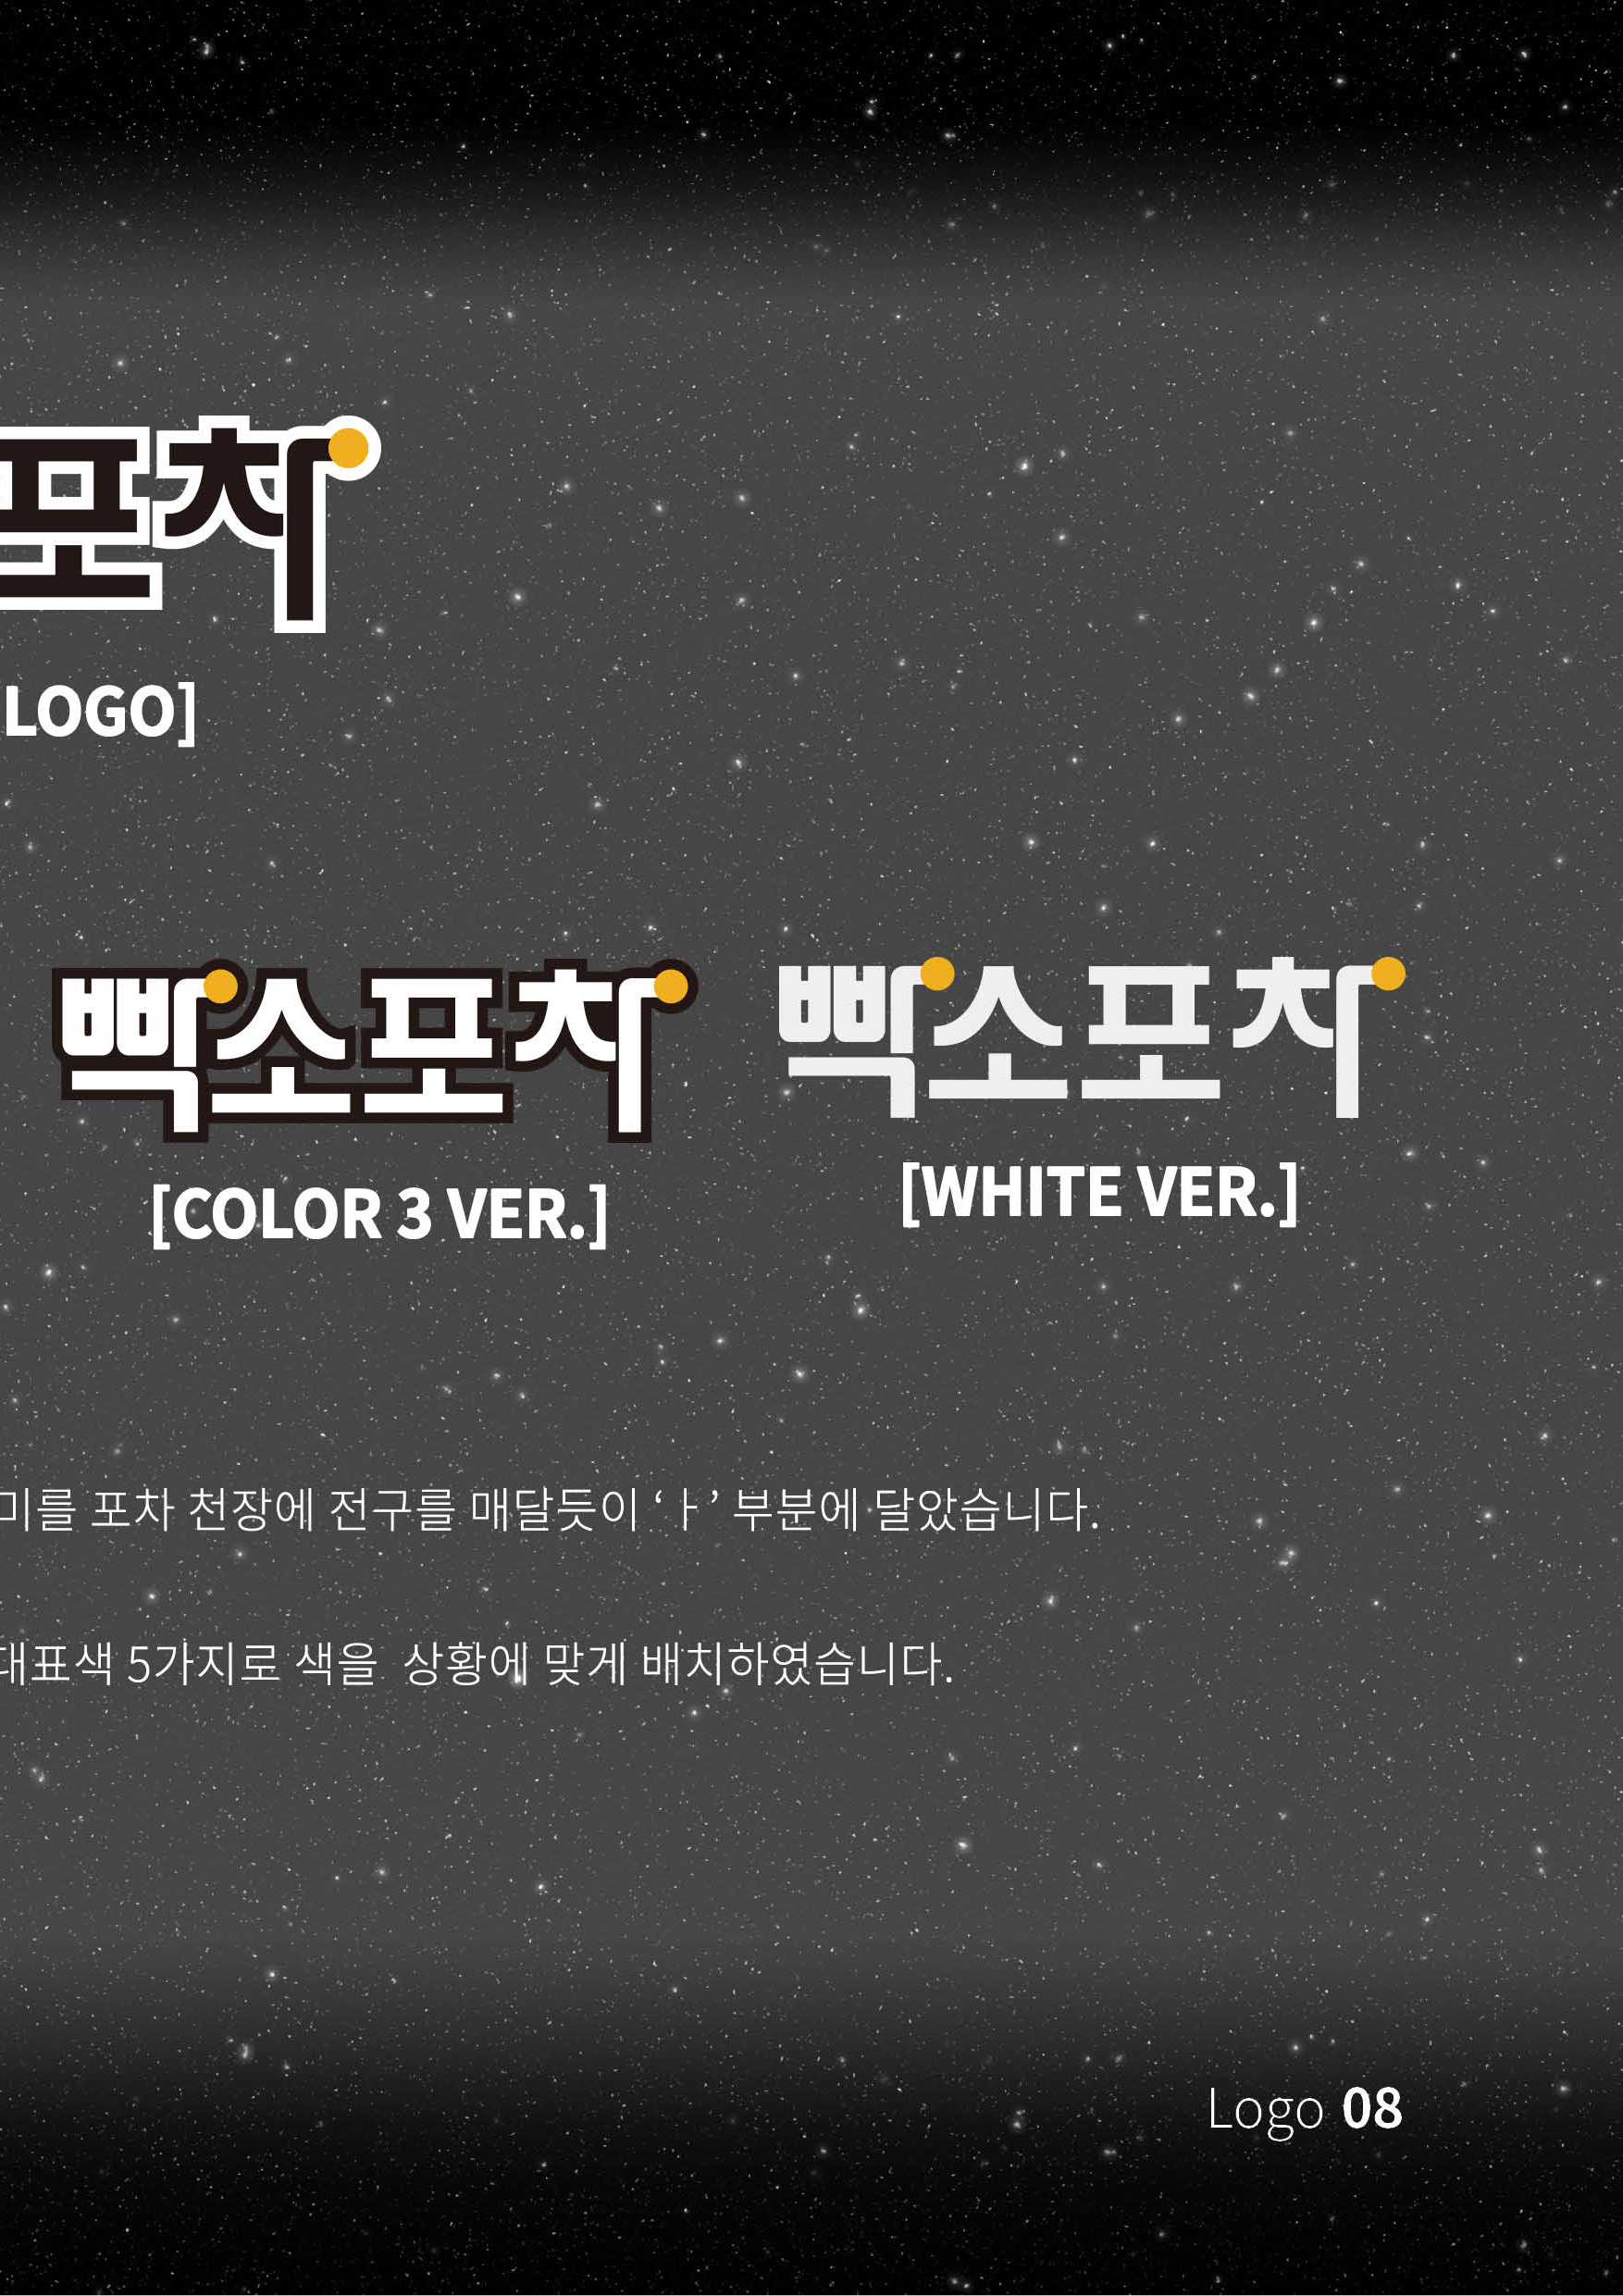 포차
LOGO]
빡소포차
빡소포차
[COLOR 3 VER.]
[WHITE VER.]
미를 포차 천장에 전구를 매달듯이 ‘ㅏ’ 부분에 달았습니다.
대표색 5가지로 색을 상황에 맞게 배치하였습니다.
Logo 08